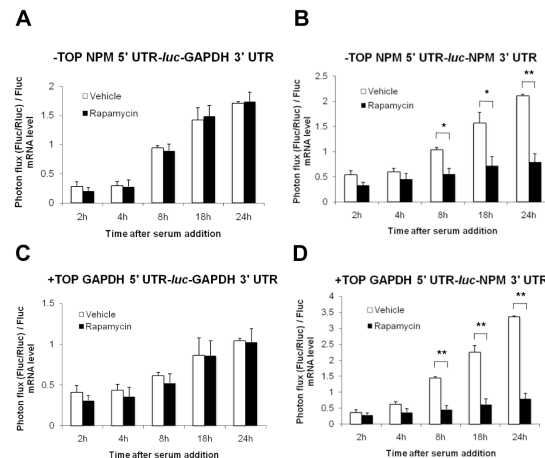 A
-TOP NPM 5' UTR-luc-GAPDH 3' UTR
Photon flux (Fluc/Rluc) / Fluc
mRNA level
2
1.5
1
0.5
0
Vehicle
Rapamycin
2h 4h 8h 18h 24h
Time after serum addition
B
-TOP NPM 5' UTR-luc-NPM 3' UTR
Photon flux (Fluc/Rluc) / Fluc
mRNA level
2.5
2
1.5
1
0.5
0
Vehicle
Rapamycin
*
*
**
2h 4h 8h 18h 24h
Time after serum addition
C
+TOP GAPDH 5' UTR-luc-GAPDH 3' UTR
Photon flux (Fluc/Rluc) / Fluc
mRNA level
1.5
1
0.5
0
Vehicle
Rapamycin
2h 4h 8h 18h 24h
Time after serum addition
D
+TOP GAPDH 5' UTR-luc-NPM 3' UTR
Photon flux (Fluc/Rluc) / Fluc
mRNA level
4
3.5
3
2.5
2
1.5
1
0.5
0
Vehicle
Rapamycin
**
**
**
2h 4h 8h 18h 24h
Time after serum addition